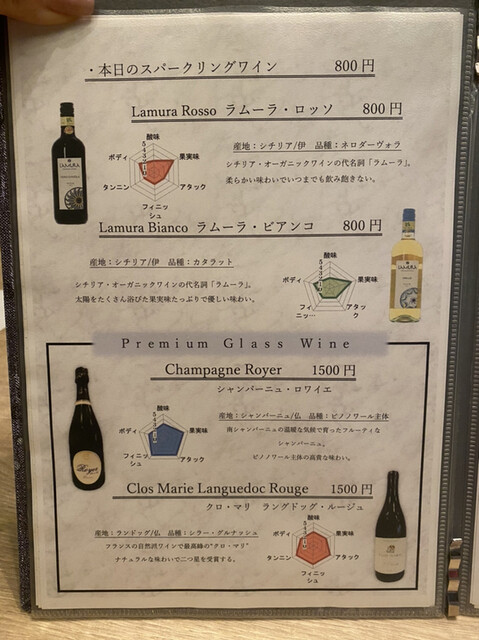 ・本日のスパークリングワイン 800円
Lamura Rosso ラムーラ・ロッソ 800円
産地：シチリア/伊 品種：ネロダーヴォラ
シチリア・オーガニックワインの代名詞「ラムーラ」。
柔らかい味わいでいつまでも飲み飽きない。
酸味
ボディ
果実味
タンニン
アタック
フィニッ
シュ
Lamura Bianco ラムーラ・ビアンコ 800円
産地：シチリア/伊 品種：カタラット
シチリア・オーガニックワインの代名詞「ラムーラ」。
太陽をたくさん浴びた果実味たっぷりで優しい味わい。
酸味
ボディ
果実味
フィニ
ッ…
アタッ
ク
Premium Glass Wine
Champagne Royer 1500円
シャンパーニュ・ロワイエ
産地：シャンパーニュ/仏 品種：ピノノワール主体
南シャンパーニュの温暖な気候で育ったフルーティな
シャンパーニュ。
ピノノワール主体の高貴な味わい。
酸味
ボディ
果実味
フィニッ
シュ
アタック
Clos Marie Languedoc Rouge 1500円
クロ・マリ ラングドッグ・ルージュ
産地：ランドッグ/仏 品種：シラー・グルナッシュ
フランスの自然派ワインで最高峰の"クロ・マリ"
ナチュラルな味わいで二つ星を受賞する。
酸味
ボディ
果実味
タンニン
アタック
フィニッ
シュ